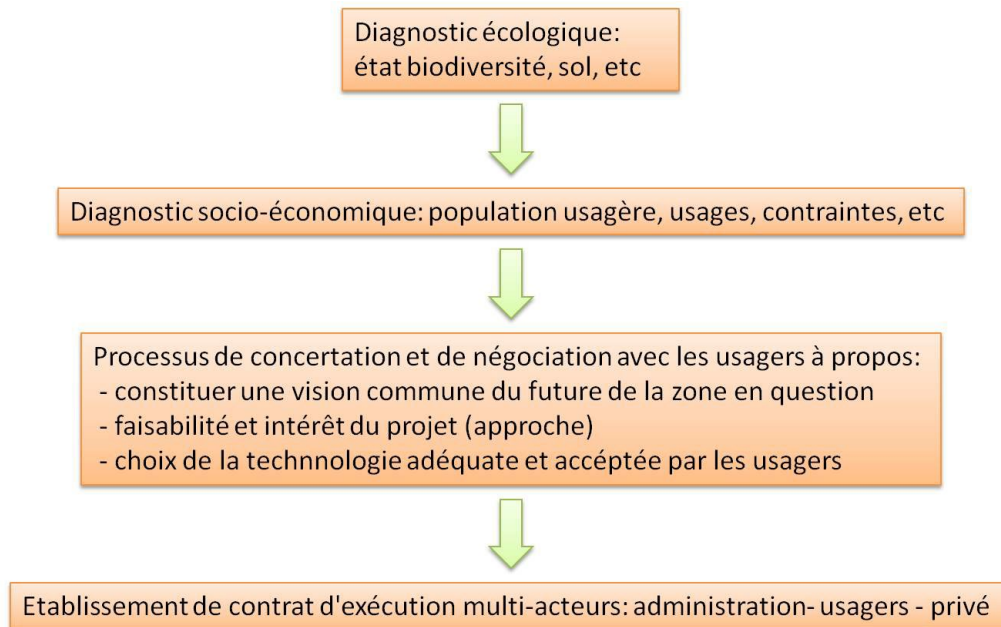 Diagnostic écologique:
état biodiversité, sol, etc
Diagnostic socio-économique: population usagère, usages, contraintes, etc
Processus de concertation et de négociation avec les usagers à propos:
- constituer une vision commune du future de la zone en question
- faisabilité et intérêt du projet (approche)
- choix de la technnologie adéquate et accéptée par les usagers
Etablissement de contrat d'exécution multi-acteurs: administration- usagers - privé